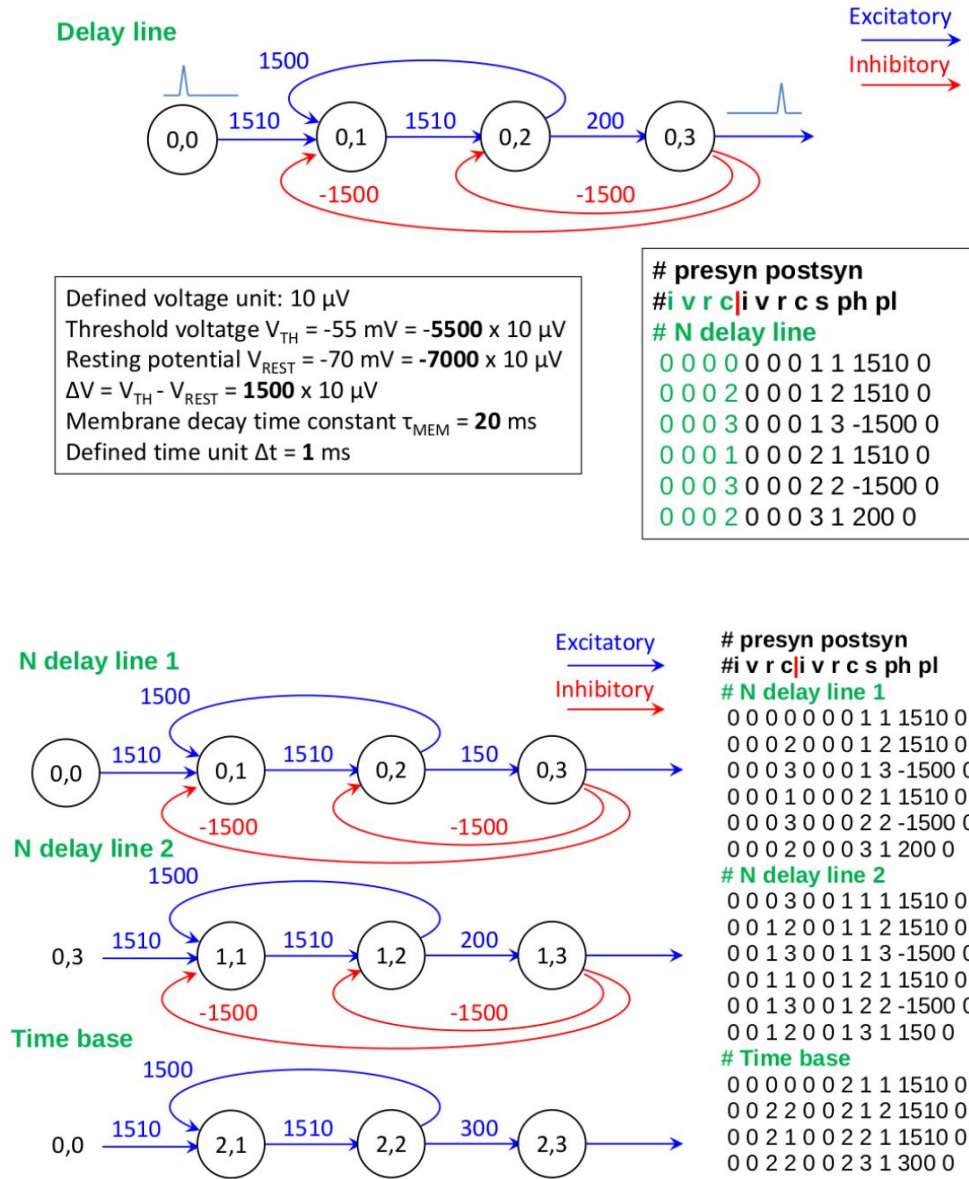 Delay line
Excitatory
Inhibitory
1500
1510
1510
200
0,0
0,1
0,2
0,3
-1500
-1500
Defined voltage unit: 10 µV
Threshold voltatge V_TH = -55 mV = -5500 x 10 µV
Resting potential V_REST = -70 mV = -7000 x 10 µV
ΔV = V_TH - V_REST = 1500 x 10 µV
Membrane decay time constant τ_MEM = 20 ms
Defined time unit Δt = 1 ms
# presyn postsyn
#i v r c|i v r c s ph pl
# N delay line
0 0 0 0 0 0 0 1 1 1510 0
0 0 0 2 0 0 0 1 2 1510 0
0 0 0 3 0 0 0 1 3 -1500 0
0 0 0 1 0 0 0 2 1 1510 0
0 0 0 3 0 0 0 2 2 -1500 0
0 0 0 2 0 0 0 3 1 200 0
N delay line 1
Excitatory
Inhibitory
1500
1510
1510
150
0,0
0,1
0,2
0,3
-1500
-1500
N delay line 2
1500
1510
1510
200
0,3
1,1
1,2
1,3
-1500
-1500
Time base
1500
1510
1510
300
0,0
2,1
2,2
2,3
# presyn postsyn
#i v r c|i v r c s ph pl
# N delay line 1
0 0 0 0 0 0 0 1 1 1510 0
0 0 0 2 0 0 0 1 2 1510 0
0 0 0 3 0 0 0 1 3 -1500 0
0 0 0 1 0 0 0 2 1 1510 0
0 0 0 3 0 0 0 2 2 -1500 0
0 0 0 2 0 0 0 3 1 200 0
# N delay line 2
0 0 0 3 0 0 1 1 1 1510 0
0 0 1 2 0 0 1 1 2 1510 0
0 0 1 3 0 0 1 1 3 -1500 0
0 0 1 1 0 0 1 2 1 1510 0
0 0 1 3 0 0 1 2 2 -1500 0
0 0 1 2 0 0 1 3 1 150 0
# Time base
0 0 0 0 0 0 2 1 1 1510 0
0 0 2 2 0 0 2 1 2 1510 0
0 0 2 1 0 0 2 2 1 1510 0
0 0 2 2 0 0 2 3 1 300 0